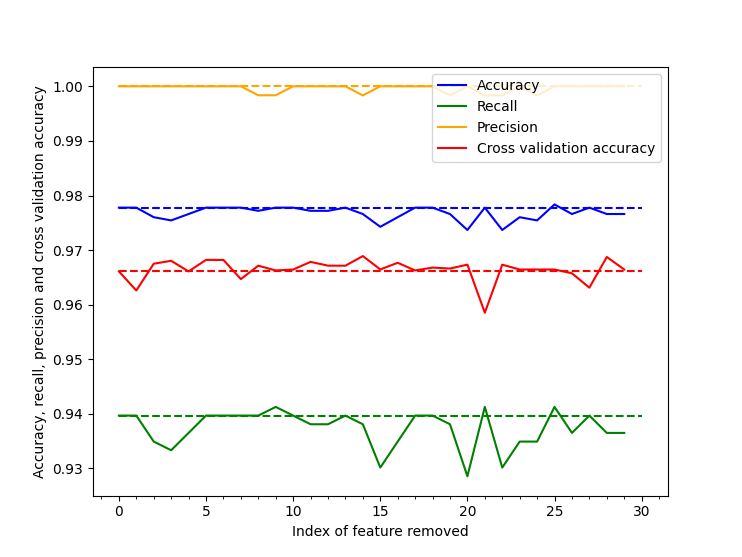 Accuracy, recall, precision and cross validation accuracy
1.00
0.99
0.98
0.97
0.96
0.95
0.94
0.93
Accuracy
Recall
Precision
Cross validation accuracy
0 5 10 15 20 25 30
Index of feature removed